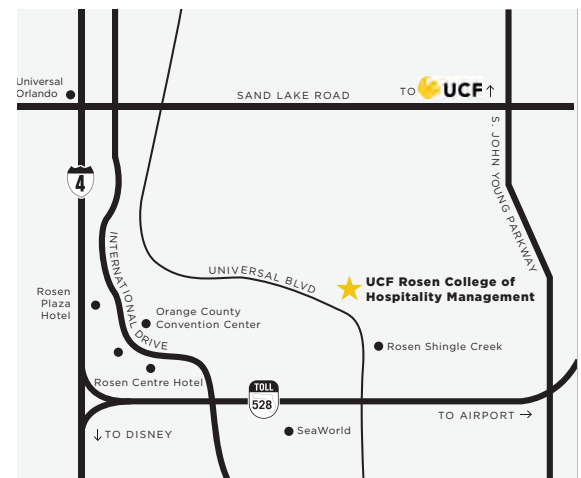 Universal
Orlando
SAND LAKE ROAD
TO UCF ↑
S. JOHN YOUNG PARKWAY
4
INTERNATIONAL DRIVE
UNIVERSAL BLVD
UCF Rosen College of
Hospitality Management
Rosen
Plaza
Hotel
Orange County
Convention Center
Rosen Shingle Creek
Rosen Centre Hotel
TOLL
528
TO AIRPORT →
↓ TO DISNEY
SeaWorld